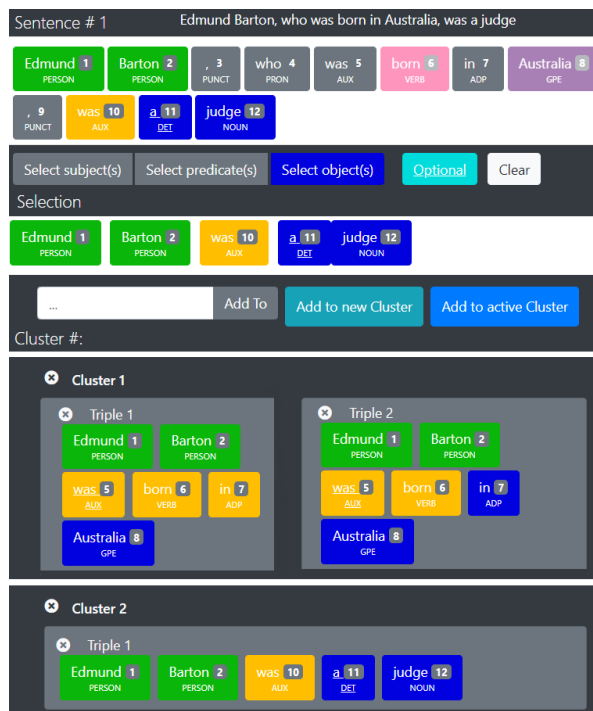 Sentence # 1 Edmund Barton, who was born in Australia, was a judge
Edmund 1 Barton 2 , 3 who 4 was 5 born 6 in 7 Australia 8
PERSON PERSON PUNCT PRON AUX VERB ADP GPE
, 9 was 10 a 11 judge 12
PUNCT AUX DET NOUN
Select subject(s) Select predicate(s) Select object(s) Optional Clear
Selection
Edmund 1 Barton 2 was 10 a 11 judge 12
PERSON PERSON AUX DET NOUN
... Add To Add to new Cluster Add to active Cluster
Cluster #:
Cluster 1
Triple 1
Edmund 1 Barton 2
PERSON PERSON
was 5 born 6 in 7
AUX VERB ADP
Australia 8
GPE
Triple 2
Edmund 1 Barton 2
PERSON PERSON
was 5 born 6 in 7
AUX VERB ADP
Australia 8
GPE
Cluster 2
Triple 1
Edmund 1 Barton 2 was 10 a 11 judge 12
PERSON PERSON AUX DET NOUN